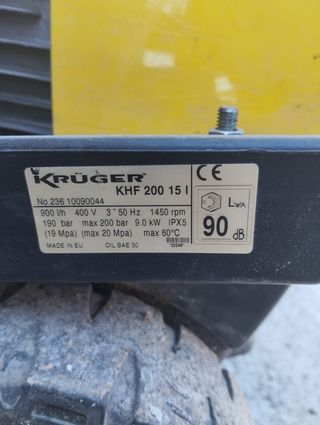 KRÜGER
KHF 200 15 I
No.236 10090044
900 l/h 400 V 3~50 Hz 1450 rpm
190 bar max 200 bar 9.0 kW IPX5
(19 Mpa) (max 20 Mpa) max 60°C
MADE IN EU OIL SAE 30
CE
LWA
90 dB